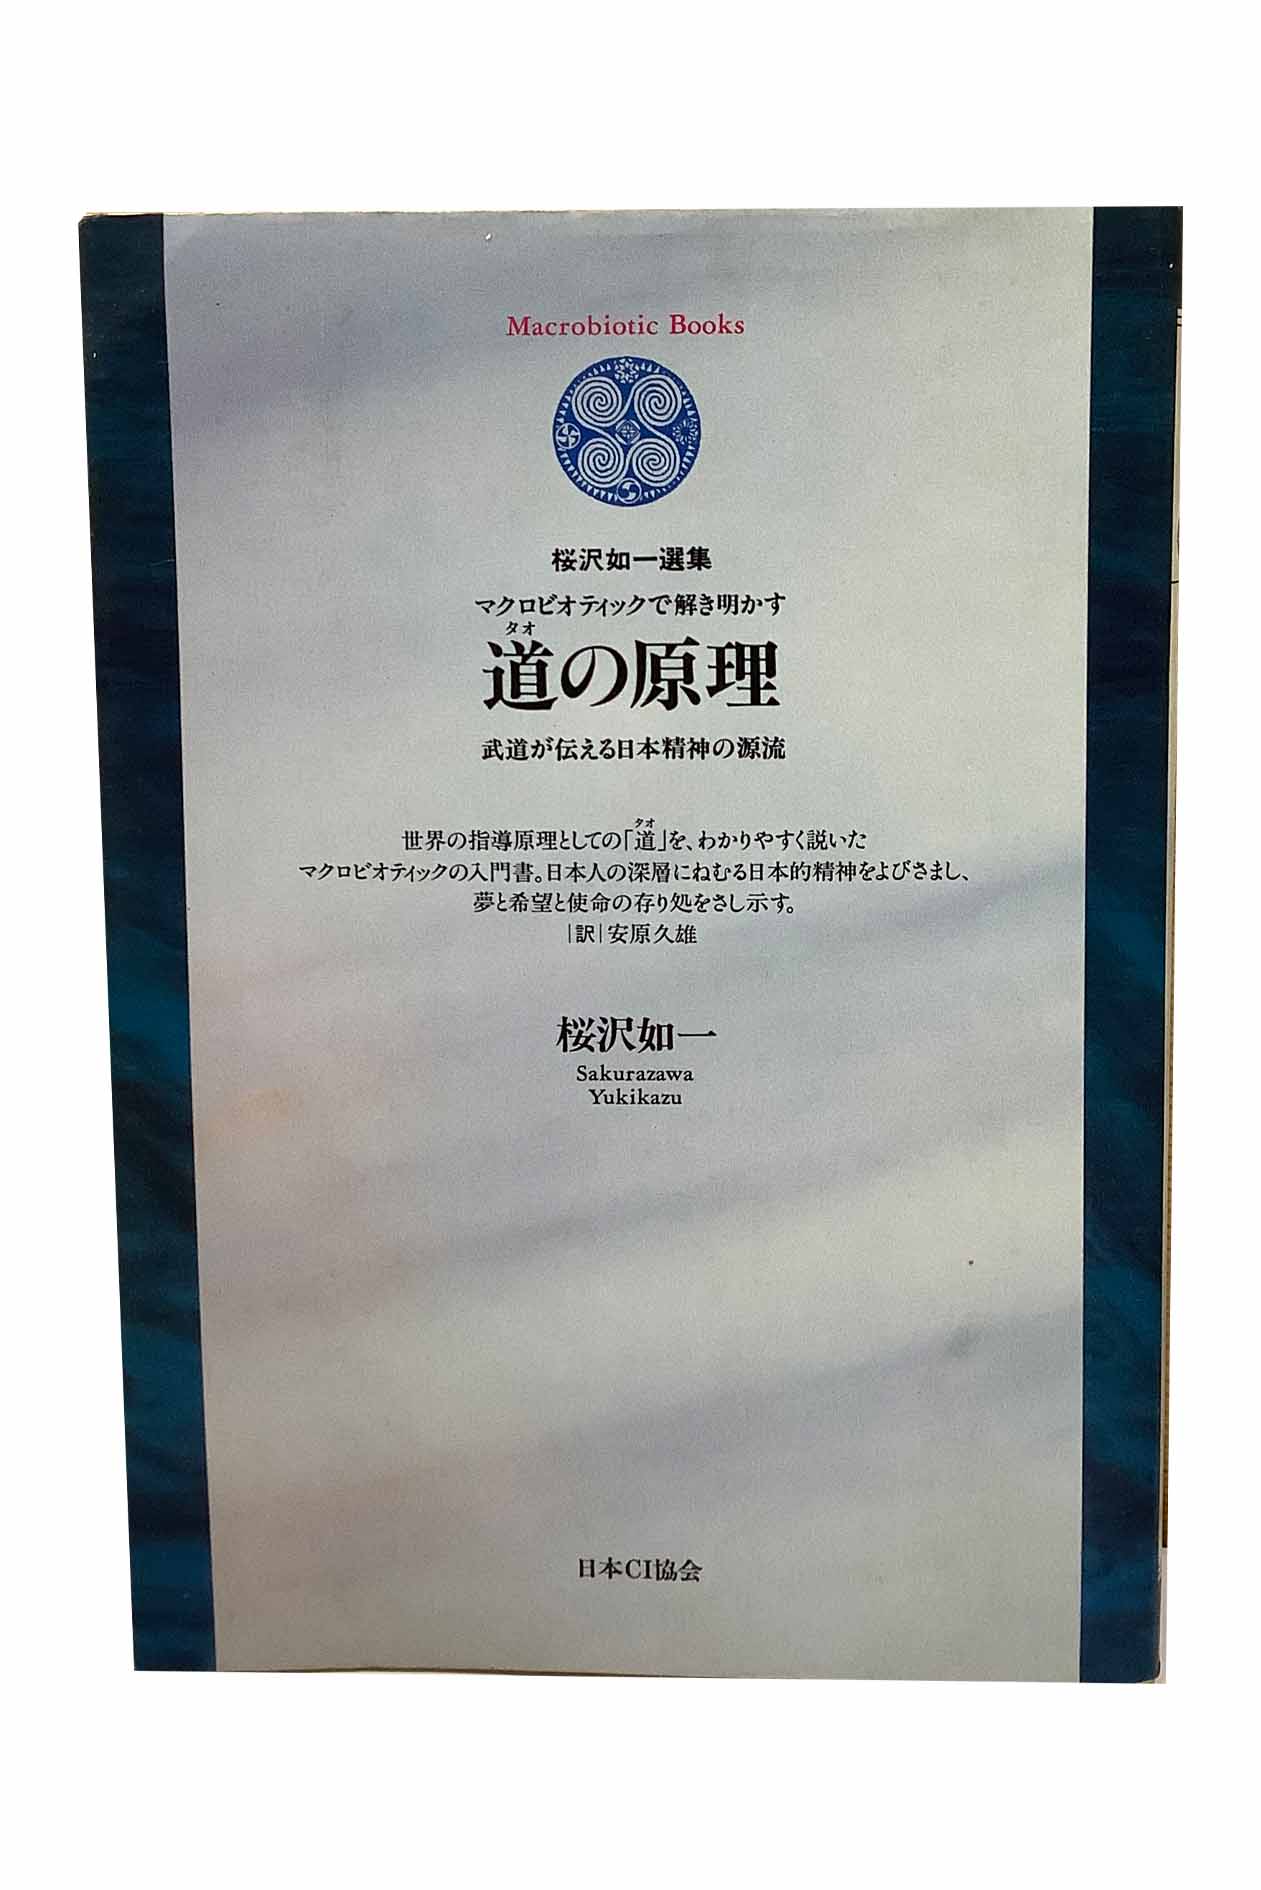 Macrobiotic Books
桜沢如一選集
マクロビオティックで解き明かす
タオ
道の原理
武道が伝える日本精神の源流
タオ
世界の指導原理としての「道」を、わかりやすく説いた
マクロビオティックの入門書。日本人の深層にねむる日本的精神をよびさまし、
夢と希望と使命の存り処をさし示す。
|訳|安原久雄
桜沢如一
Sakurazawa
Yukikazu
日本CI協会